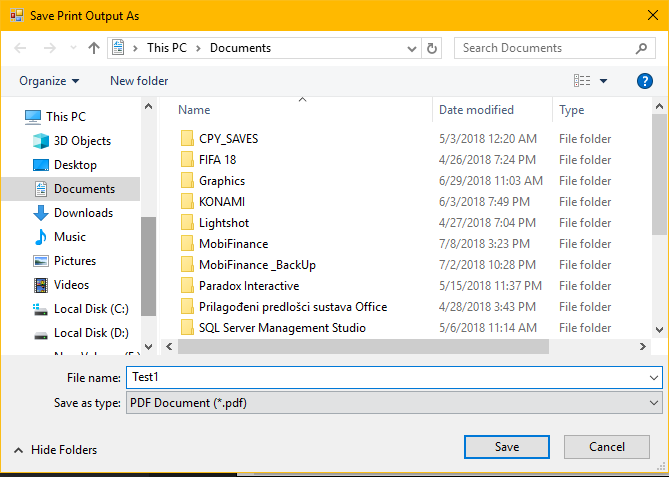 Save Print Output As
This PC > Documents
Search Documents
Organize
New folder
This PC
3D Objects
Desktop
Documents
Downloads
Music
Pictures
Videos
Local Disk (C:)
Local Disk (D:)
Name Date modified Type
CPY_SAVES 5/3/2018 12:20 AM File folder
FIFA 18 4/26/2018 7:24 PM File folder
Graphics 6/29/2018 11:03 AM File folder
KONAMI 6/3/2018 7:49 PM File folder
Lightshot 4/27/2018 7:04 PM File folder
MobiFinance 7/8/2018 3:23 PM File folder
MobiFinance _BackUp 7/2/2018 10:28 PM File folder
Paradox Interactive 5/15/2018 11:37 PM File folder
Prilagođeni predlošci sustava Office 4/28/2018 3:43 PM File folder
SQL Server Management Studio 5/6/2018 11:14 AM File folder
File name: Test1
Save as type: PDF Document (*.pdf)
Hide Folders
Save
Cancel